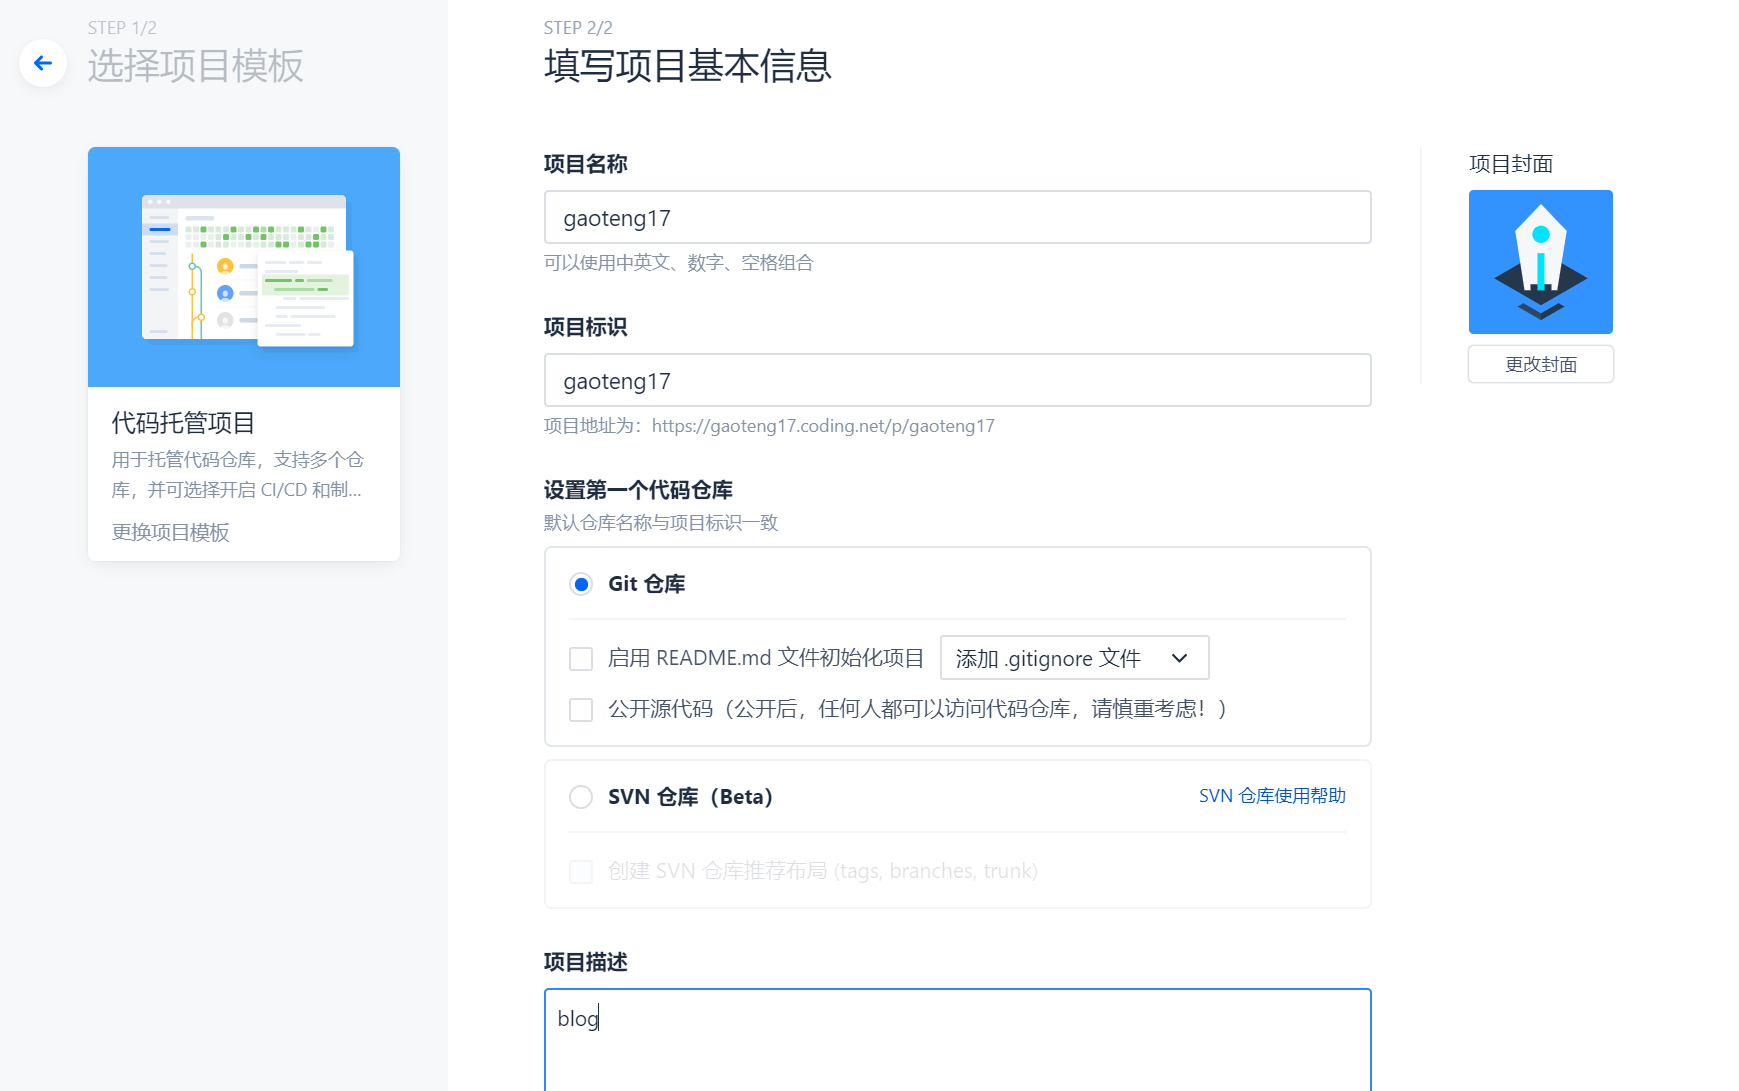 STEP 1/2
选择项目模板
代码托管项目
用于托管代码仓库，支持多个仓
库，并可选择开启 CI/CD 和制...
更换项目模板
STEP 2/2
填写项目基本信息
项目名称
gaoteng17
可以使用中英文、数字、空格组合
项目标识
gaoteng17
项目地址为：https://gaoteng17.coding.net/p/gaoteng17
设置第一个代码仓库
默认仓库名称与项目标识一致
Git 仓库
启用 README.md 文件初始化项目 添加 .gitignore 文件
公开源代码（公开后，任何人都可以访问代码仓库，请慎重考虑！）
SVN 仓库（Beta） SVN 仓库使用帮助
创建 SVN 仓库推荐布局 (tags, branches, trunk)
项目描述
blog
项目封面
更改封面